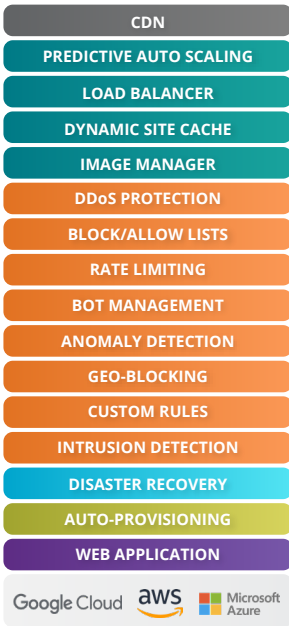 CDN
PREDICTIVE AUTO SCALING
LOAD BALANCER
DYNAMIC SITE CACHE
IMAGE MANAGER
DDoS PROTECTION
BLOCK/ALLOW LISTS
RATE LIMITING
BOT MANAGEMENT
ANOMALY DETECTION
GEO-BLOCKING
CUSTOM RULES
INTRUSION DETECTION
DISASTER RECOVERY
AUTO-PROVISIONING
WEB APPLICATION
Google Cloud aws Microsoft
Azure